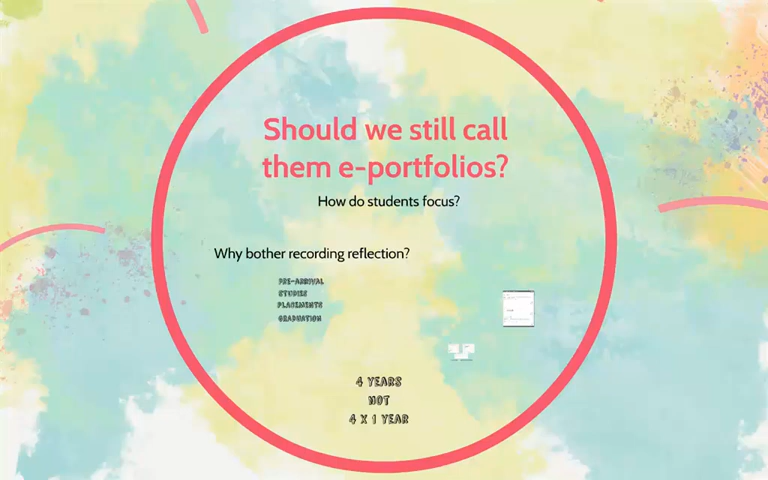 Should we still call
them e-portfolios?
How do students focus?
Why bother recording reflection?
PRE-ARRIVAL
STUDIES
PLACEMENTS
GRADUATION
4 YEARS
NOT
4 X 1 YEAR